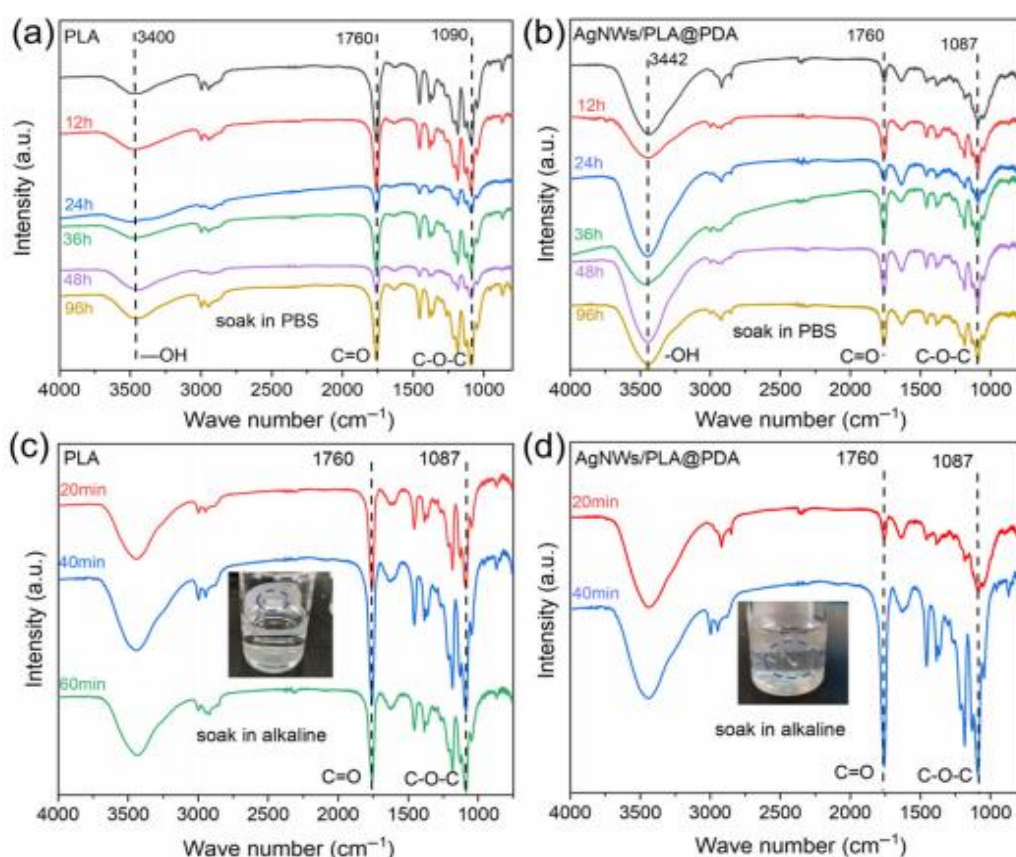 (a) PLA 3400 1760 1090
12h
24h
36h
48h
96h
soak in PBS
—OH C=O C-O-C
4000 3500 3000 2500 2000 1500 1000
Wave number (cm⁻¹)
Intensity (a.u.)
(b) AgNWs/PLA@PDA 1760 1087
3442
12h
24h
36h
48h
96h
soak in PBS
-OH C=O C-O-C
4000 3500 3000 2500 2000 1500 1000
Wave number (cm⁻¹)
Intensity (a.u.)
(c) PLA 1760 1087
20min
40min
60min
soak in alkaline
C=O C-O-C
4000 3500 3000 2500 2000 1500 1000
Wave number (cm⁻¹)
Intensity (a.u.)
(d) AgNWs/PLA@PDA 1760 1087
20min
40min
soak in alkaline
C=O C-O-C
4000 3500 3000 2500 2000 1500 1000
Wave number (cm⁻¹)
Intensity (a.u.)